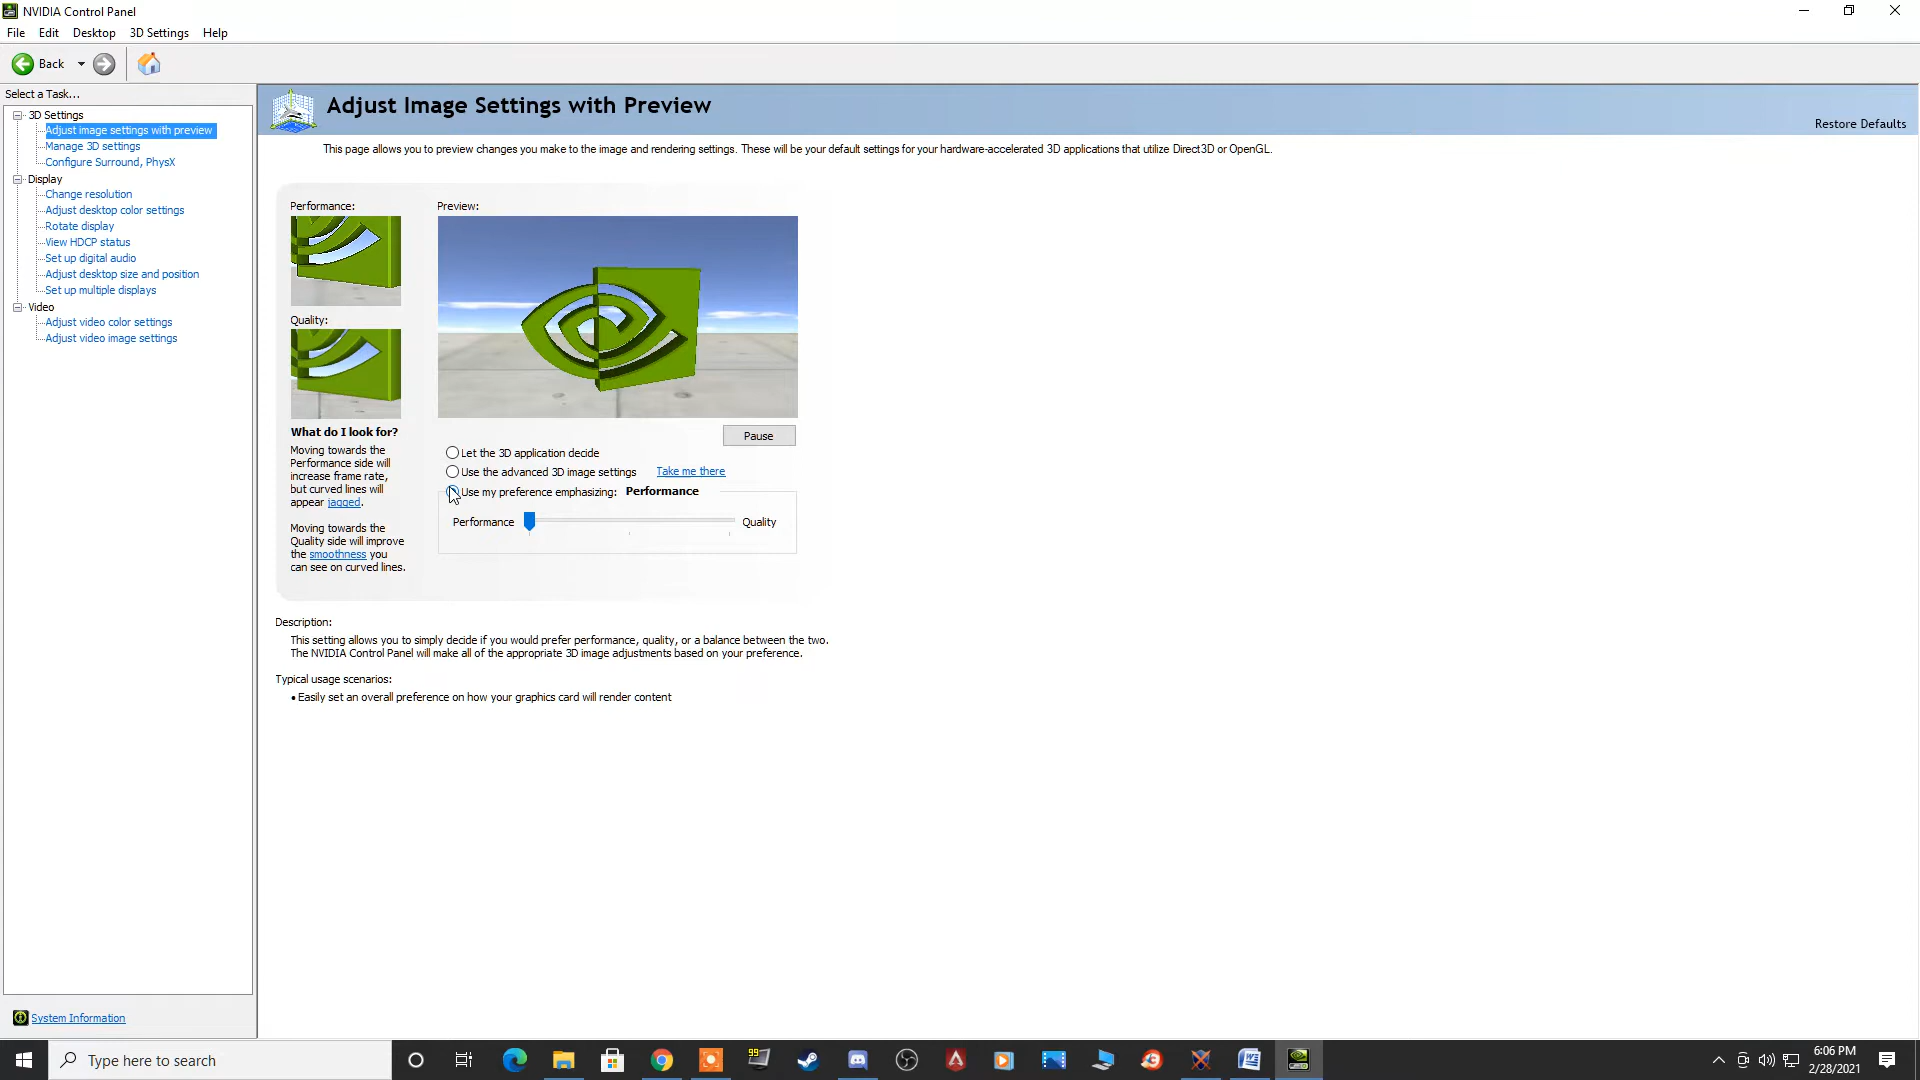 NVIDIA Control Panel
File Edit Desktop 3D Settings Help
Back
Select a Task...
3D Settings
Adjust image settings with preview
Manage 3D settings
Configure Surround, PhysX
Display
Change resolution
Adjust desktop color settings
Rotate display
View HDCP status
Set up digital audio
Adjust desktop size and position
Set up multiple displays
Video
Adjust video color settings
Adjust video image settings
System Information
Adjust Image Settings with Preview
Restore Defaults
This page allows you to preview changes you make to the image and rendering settings. These will be your default settings for your hardware-accelerated 3D applications that utilize Direct3D or OpenGL.
Performance:
Quality:
What do I look for?
Moving towards the
Performance side will
increase frame rate,
but curved lines will
appear jagged.
Moving towards the
Quality side will improve
the smoothness you
can see on curved lines.
Preview:
Pause
Let the 3D application decide
Use the advanced 3D image settings Take me there
Use my preference emphasizing: Performance
Performance Quality
Description:
This setting allows you to simply decide if you would prefer performance, quality, or a balance between the two.
The NVIDIA Control Panel will make all of the appropriate 3D image adjustments based on your preference.
Typical usage scenarios:
• Easily set an overall preference on how your graphics card will render content
Type here to search
99
6:06 PM
2/28/2021